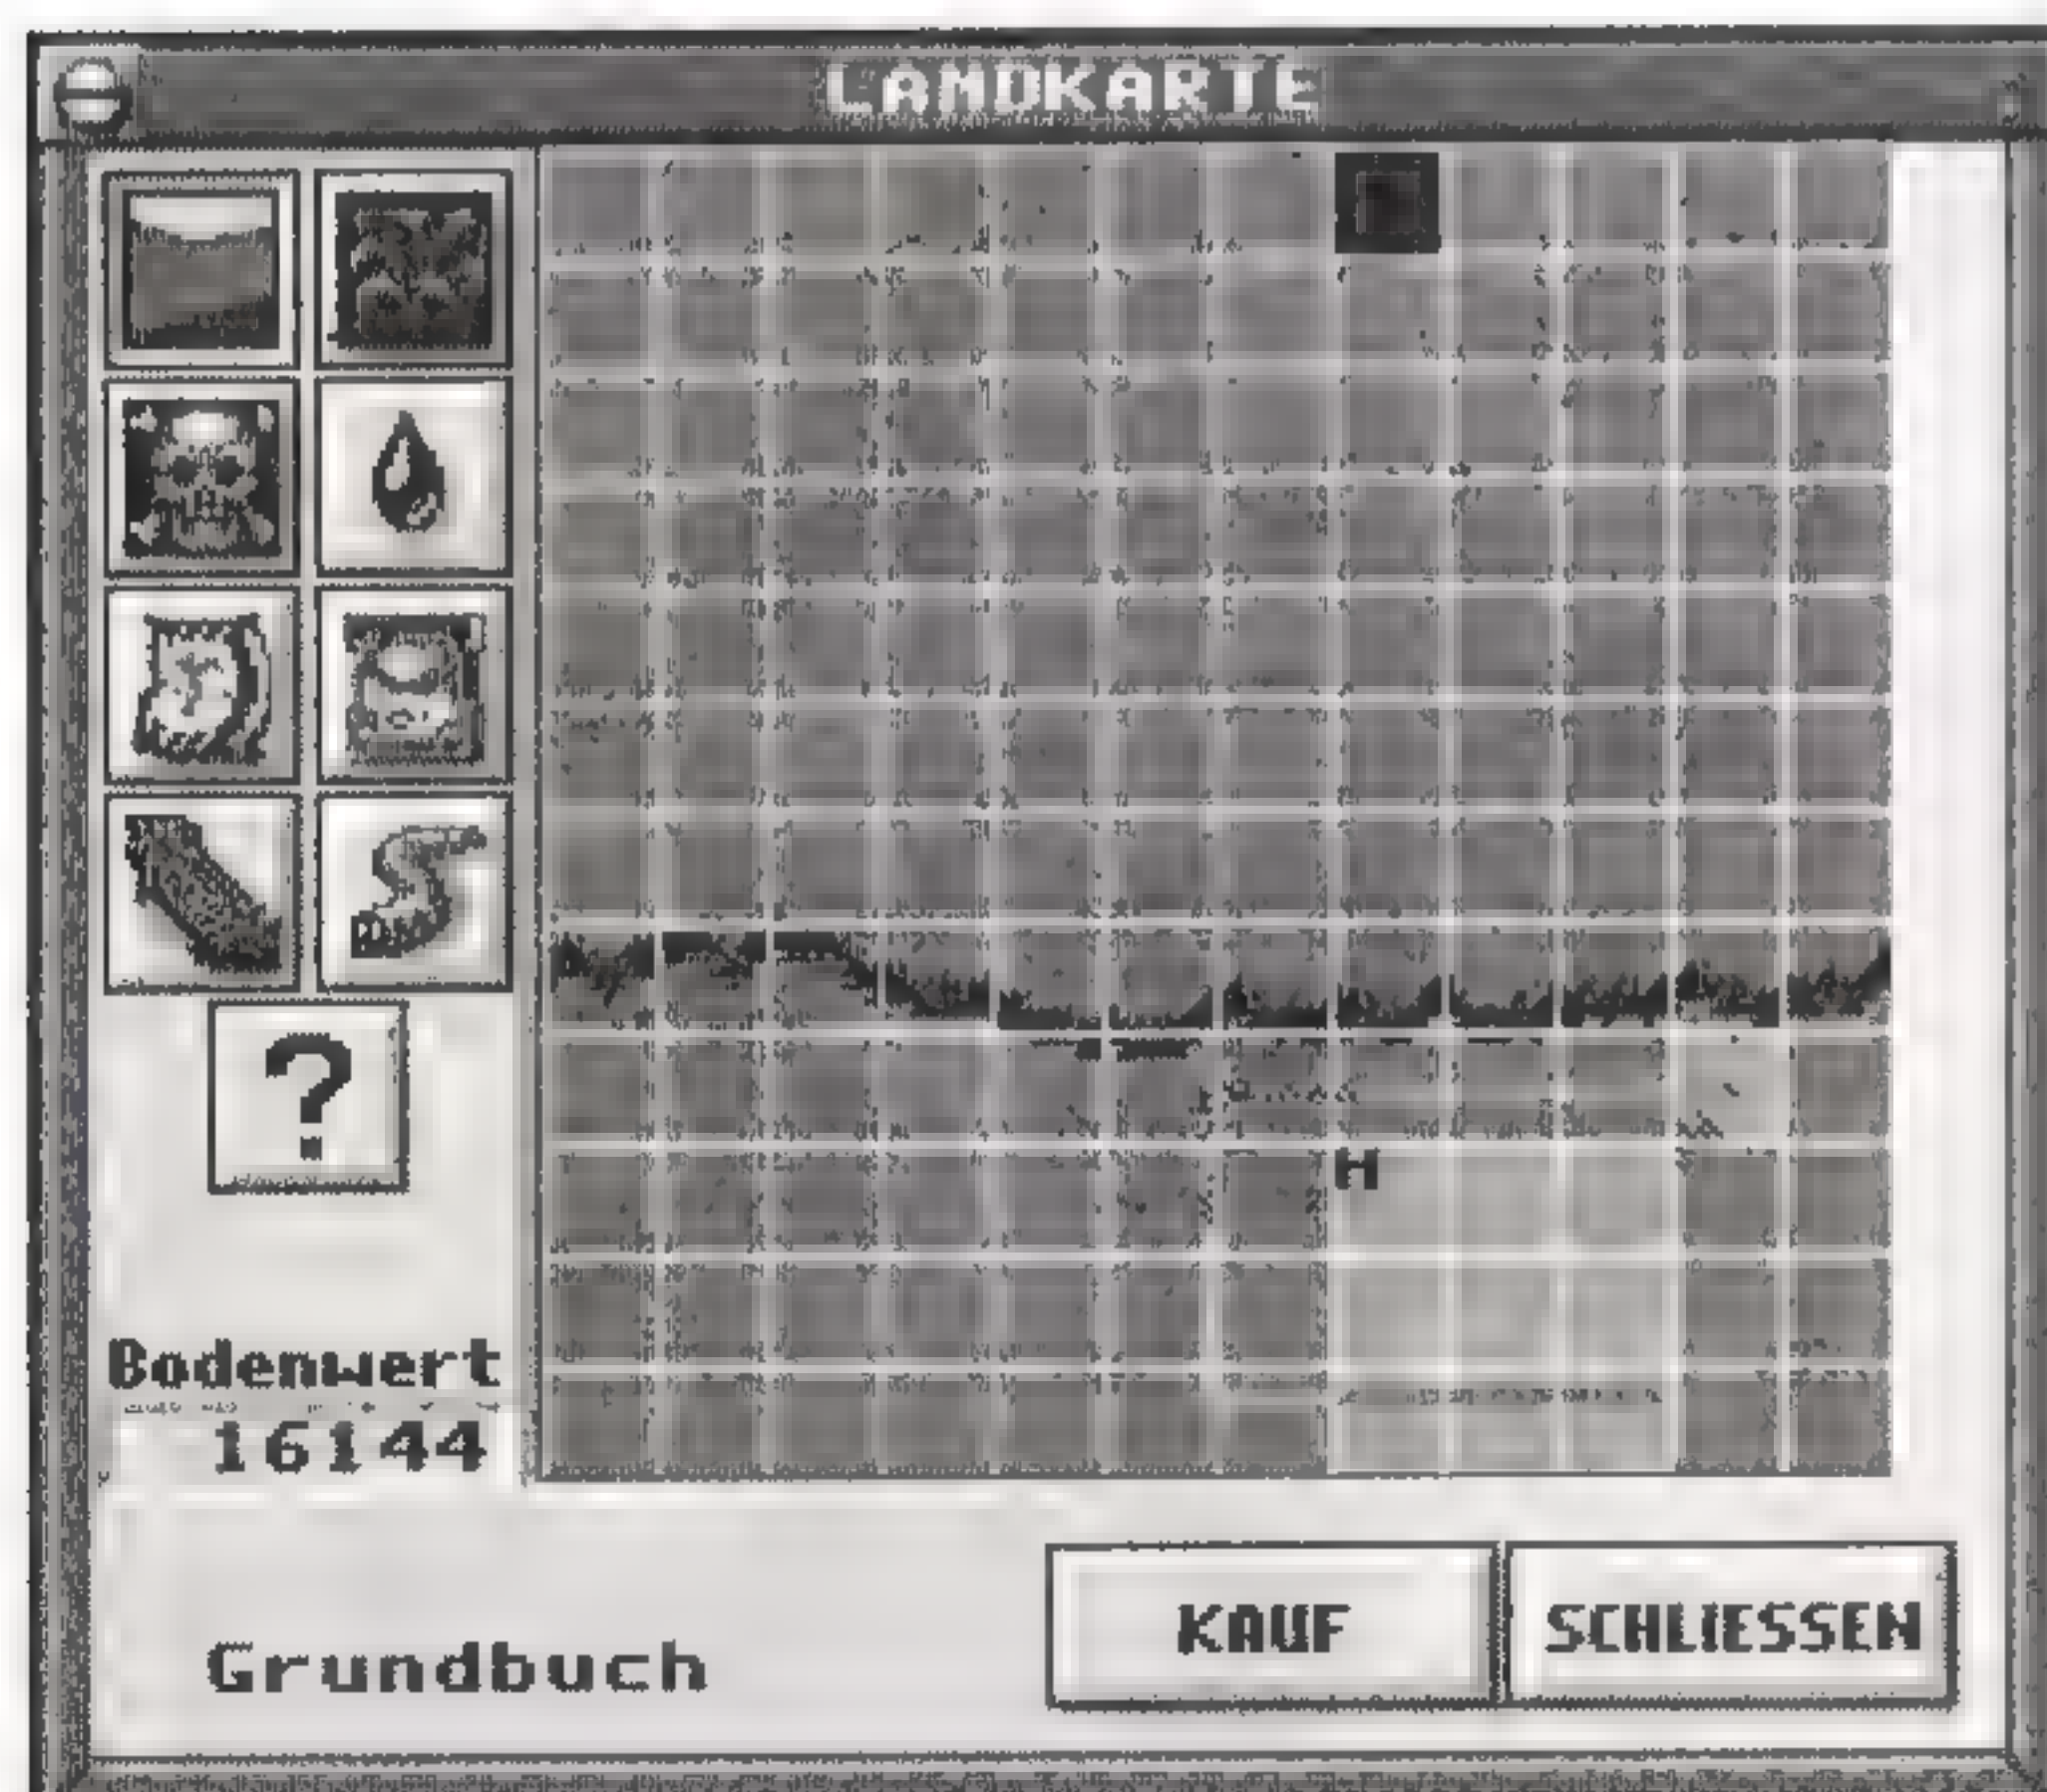 LANDKARTE
?
H
Bodenwert
16144
Grundbuch
KAUF
SCHLIESSEN